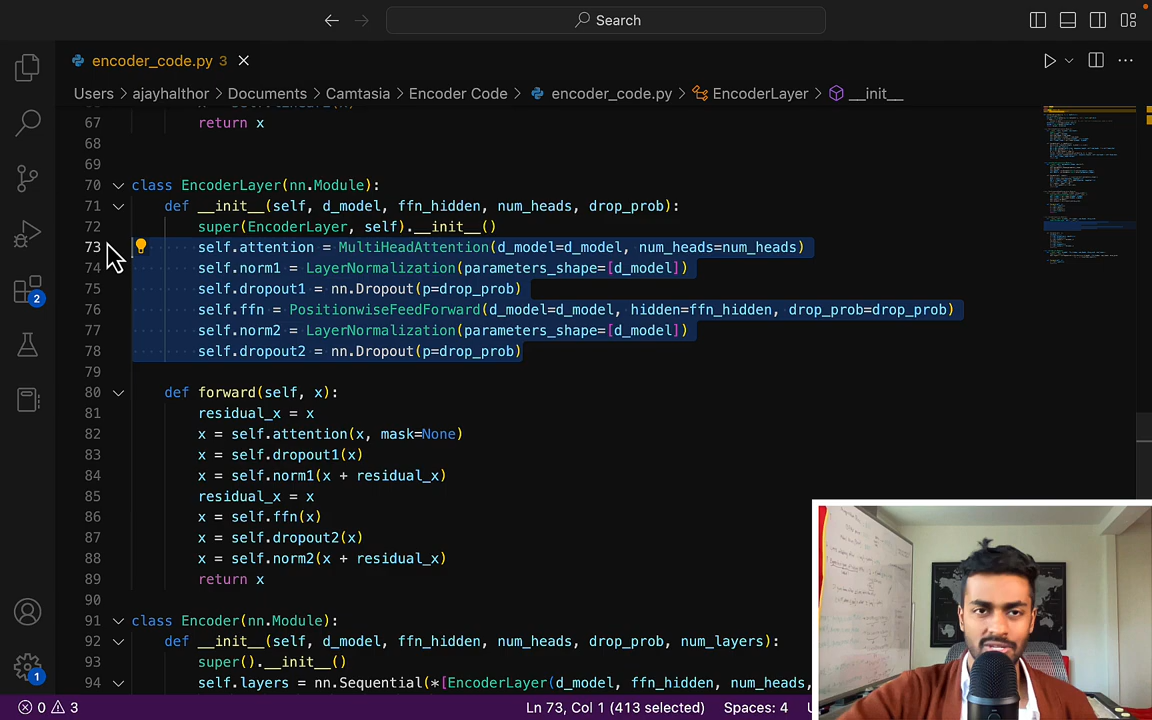 Search
encoder_code.py 3
Users > ajayhalthor > Documents > Camtasia > Encoder Code > encoder_code.py > EncoderLayer > __init__
67 return x
68
69
70 class EncoderLayer(nn.Module):
71 def __init__(self, d_model, ffn_hidden, num_heads, drop_prob):
72 super(EncoderLayer, self).__init__()
73 self.attention = MultiHeadAttention(d_model=d_model, num_heads=num_heads)
74 self.norm1 = LayerNormalization(parameters_shape=[d_model])
75 self.dropout1 = nn.Dropout(p=drop_prob)
76 self.ffn = PositionwiseFeedForward(d_model=d_model, hidden=ffn_hidden, drop_prob=drop_prob)
77 self.norm2 = LayerNormalization(parameters_shape=[d_model])
78 self.dropout2 = nn.Dropout(p=drop_prob)
79
80 def forward(self, x):
81 residual_x = x
82 x = self.attention(x, mask=None)
83 x = self.dropout1(x)
84 x = self.norm1(x + residual_x)
85 residual_x = x
86 x = self.ffn(x)
87 x = self.dropout2(x)
88 x = self.norm2(x + residual_x)
89 return x
90
91 class Encoder(nn.Module):
92 def __init__(self, d_model, ffn_hidden, num_heads, drop_prob, num_layers):
93 super().__init__()
94 self.layers = nn.Sequential(*[EncoderLayer(d_model, ffn_hidden, num_heads,
2
1
0 3
Ln 73, Col 1 (413 selected)
Spaces: 4